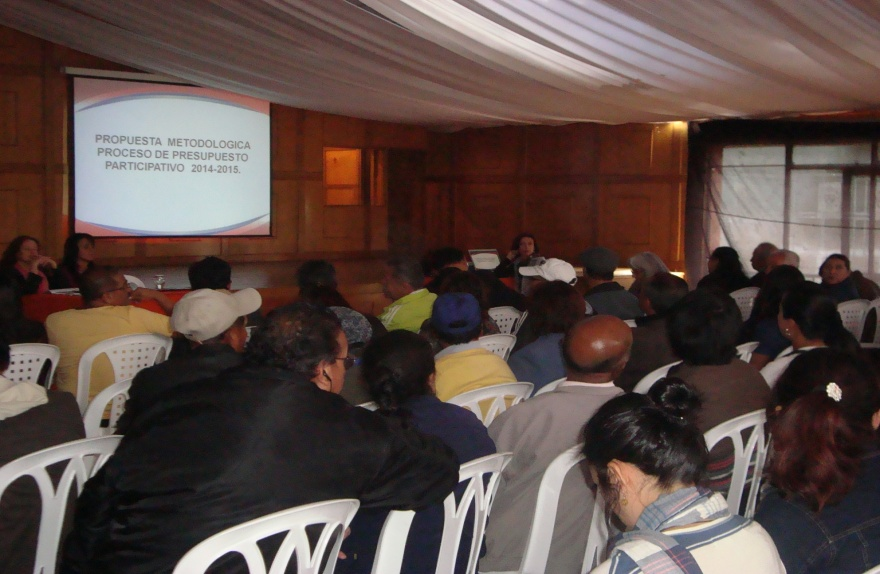 PROPUESTA METODOLOGICA
PROCESO DE PRESUPUESTO
PARTICIPATIVO 2014-2015.